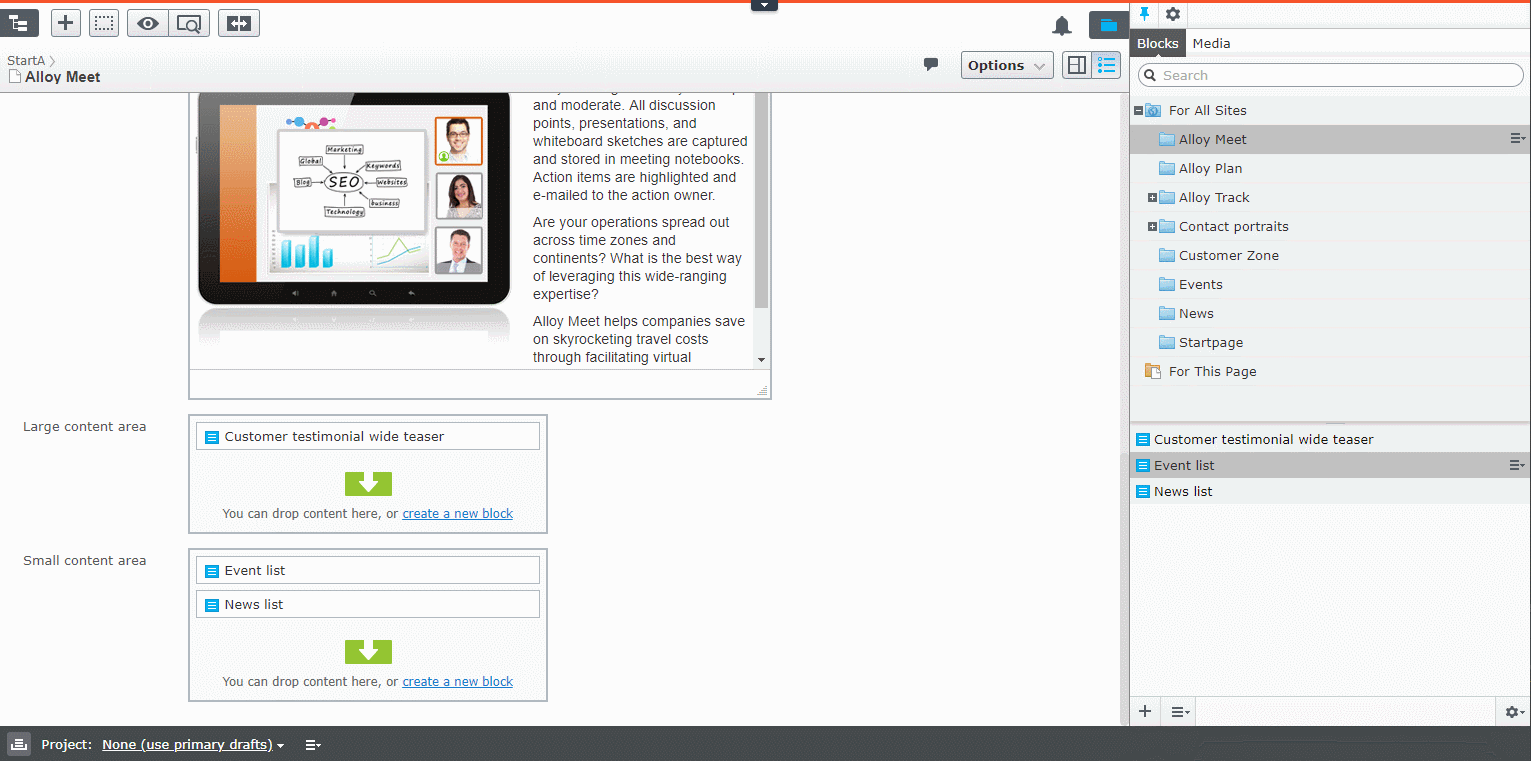 StartA
Alloy Meet
Options
and moderate. All discussion
points, presentations, and
whiteboard sketches are captured
and stored in meeting notebooks.
Action items are highlighted and
e-mailed to the action owner.
Are your operations spread out
across time zones and
continents? What is the best way
of leveraging this wide-ranging
expertise?
Alloy Meet helps companies save
on skyrocketing travel costs
through facilitating virtual
Marketing
Global
Keywords
Blog
SEO
Websites
business
Technology
Large content area
Customer testimonial wide teaser
You can drop content here, or create a new block
Small content area
Event list
News list
You can drop content here, or create a new block
Blocks
Media
Search
For All Sites
Alloy Meet
Alloy Plan
Alloy Track
Contact portraits
Customer Zone
Events
News
Startpage
For This Page
Customer testimonial wide teaser
Event list
News list
Project: None (use primary drafts)